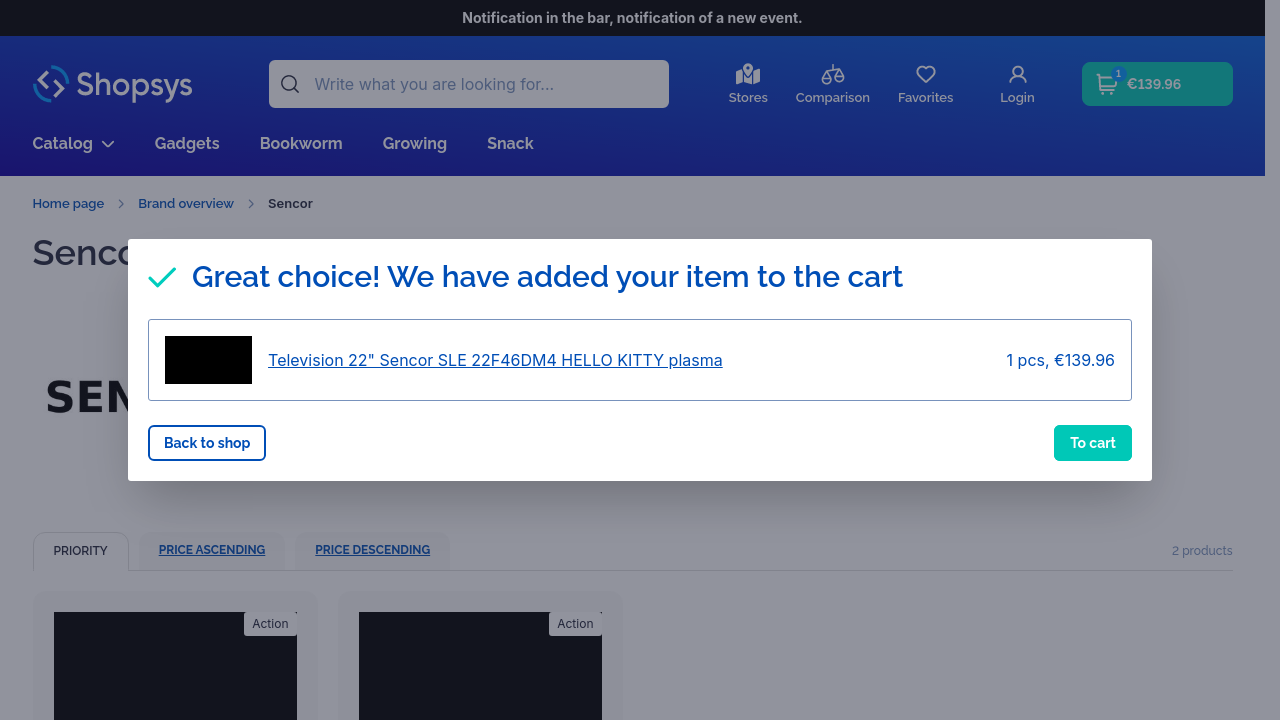 Notification in the bar, notification of a new event.
Shopsys
Write what you are looking for...
Stores
Comparison
Favorites
Login
1
€139.96
Catalog
Gadgets
Bookworm
Growing
Snack
Home page
Brand overview
Sencor
Senco
Great choice! We have added your item to the cart
Television 22" Sencor SLE 22F46DM4 HELLO KITTY plasma
1 pcs, €139.96
SEN
Back to shop
To cart
PRIORITY
PRICE ASCENDING
PRICE DESCENDING
2 products
Action
Action